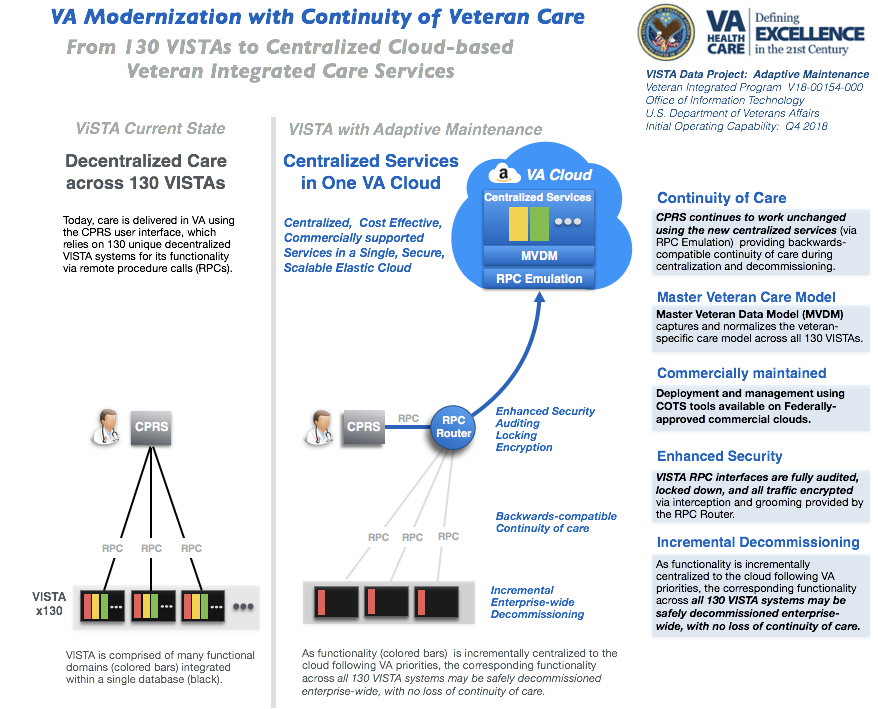 VA Modernization with Continuity of Veteran Care
From 130 VISTAs to Centralized Cloud-based
Veteran Integrated Care Services
VA
HEALTH
CARE
Defining
EXCELLENCE
in the 21st Century
VISTA Data Project: Adaptive Maintenance
Veteran Integrated Program V18-00154-000
Office of Information Technology
U.S. Department of Veterans Affairs
Initial Operating Capability: Q4 2018
ViSTA Current State
Decentralized Care
across 130 VISTAs
Today, care is delivered in VA using
the CPRS user interface, which
relies on 130 unique decentralized
VISTA systems for its functionality
via remote procedure calls (RPCs).
CPRS
RPC
RPC
RPC
VISTA
x130
VISTA is comprised of many functional
domains (colored bars) integrated
within a single database (black).
VISTA with Adaptive Maintenance
Centralized Services
in One VA Cloud
Centralized, Cost Effective,
Commercially supported
Services in a Single, Secure,
Scalable Elastic Cloud
a
VA Cloud
Centralized Services
MVDM
RPC Emulation
CPRS
RPC
RPC
Router
Enhanced Security
Auditing
Locking
Encryption
RPC
RPC
RPC
Backwards-compatible
Continuity of care
Incremental
Enterprise-wide
Decommissioning
As functionality (colored bars) is incrementally centralized to the
cloud following VA priorities, the corresponding functionality
across all 130 VISTA systems may be safely decommissioned
enterprise-wide, with no loss of continuity of care.
Continuity of Care
CPRS continues to work unchanged
using the new centralized services (via
RPC Emulation) providing backwards-
compatible continuity of care during
centralization and decommissioning.
Master Veteran Care Model
Master Veteran Data Model (MVDM)
captures and normalizes the veteran-
specific care model across all 130 VISTAs.
Commercially maintained
Deployment and management using
COTS tools available on Federally-
approved commercial clouds.
Enhanced Security
VISTA RPC interfaces are fully audited,
locked down, and all traffic encrypted
via interception and grooming provided by
the RPC Router.
Incremental Decommissioning
As functionality is incrementally
centralized to the cloud following VA
priorities, the corresponding functionality
across all 130 VISTA systems may be
safely decommissioned enterprise-
wide, with no loss of continuity of care.